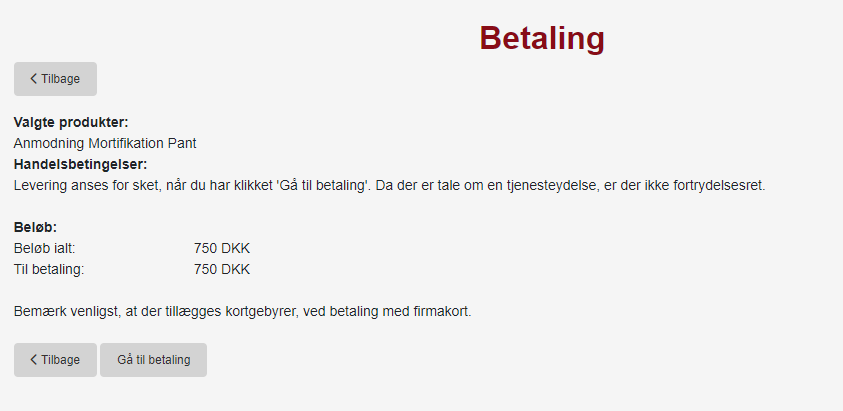 Betaling
Tilbage
Valgte produkter:
Anmodning Mortifikation Pant
Handelsbetingelser:
Levering anses for sket, når du har klikket 'Gå til betaling'. Da der er tale om en tjenesteydelse, er der ikke fortrydelsesret.
Beløb:
Beløb ialt: 750 DKK
Til betaling: 750 DKK
Bemærk venligst, at der tillægges kortgebyrer, ved betaling med firmakort.
Tilbage Gå til betaling